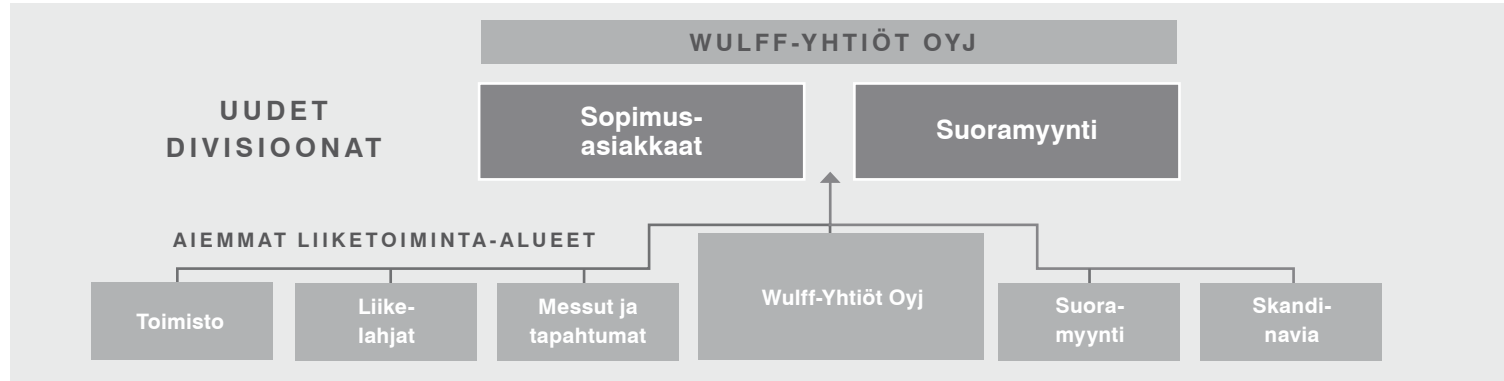 WULFF-YHTIÖT OYJ
UUDET
DIVISIOONAT
Sopimus-
asiakkaat
Suoramyynti
AIEMMAT LIIKETOIMINTA-ALUEET
Toimisto
Liike-
lahjat
Messut ja
tapahtumat
Wulff-Yhtiöt Oyj
Suora-
myynti
Skandi-
navia